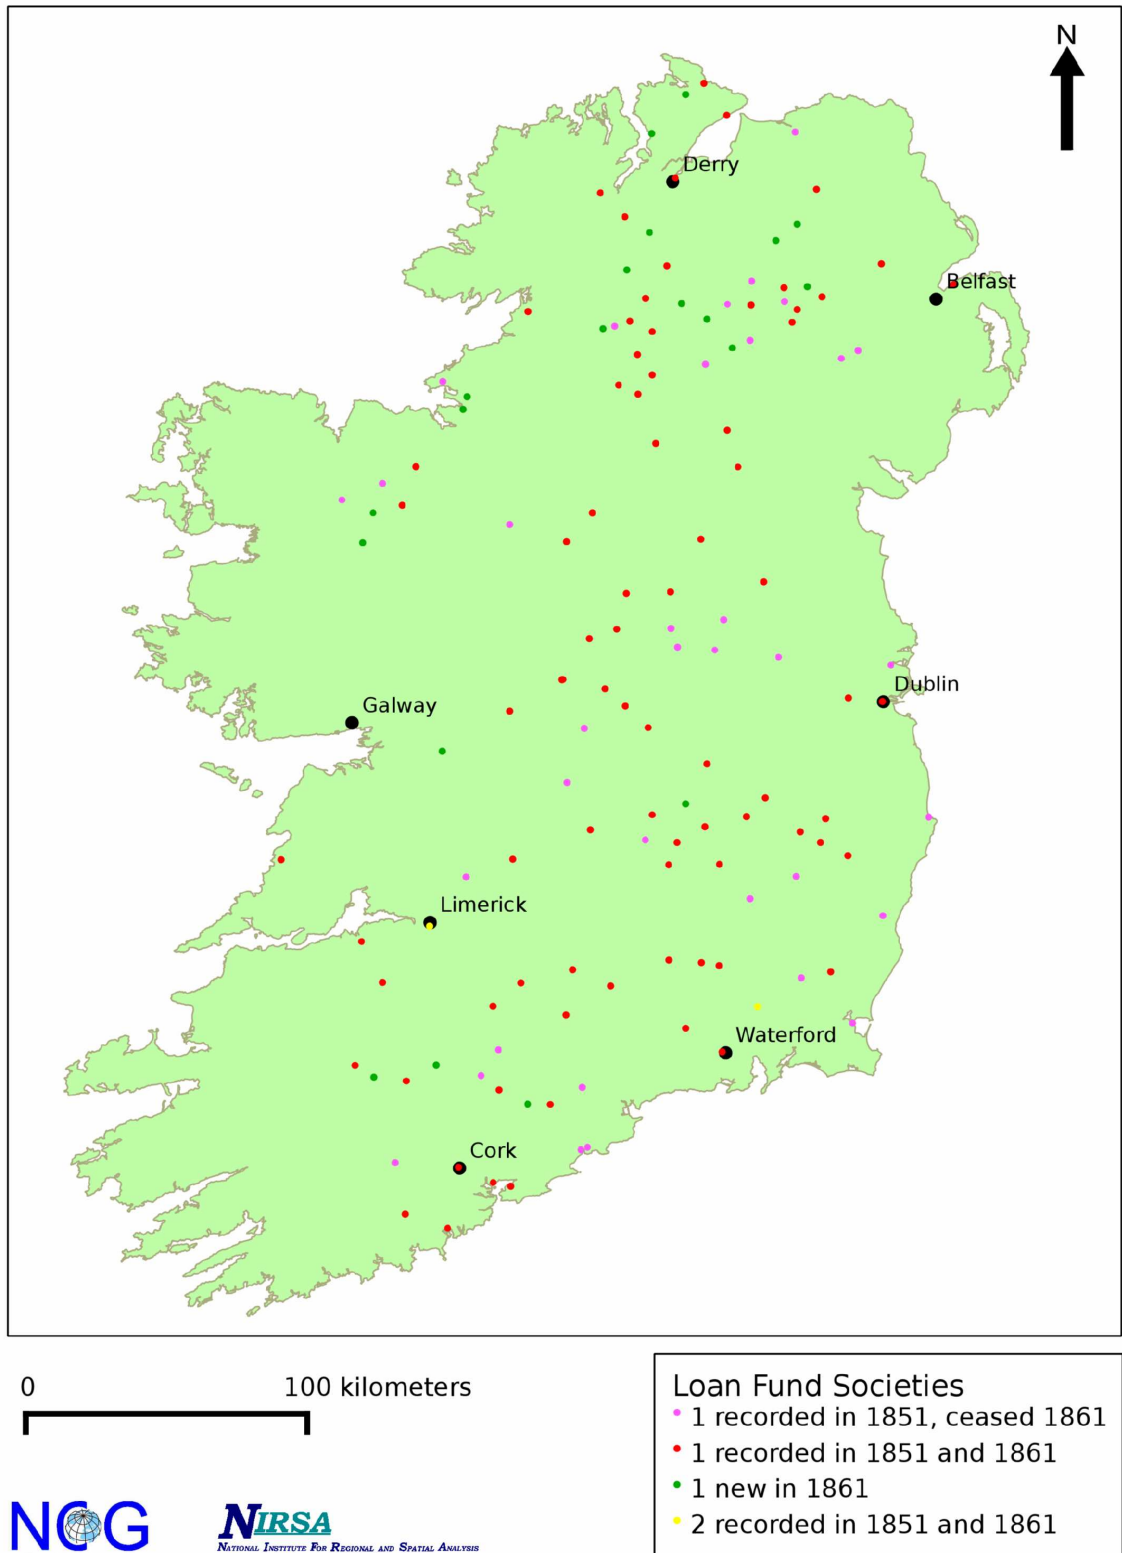 N
Derry
Belfast
Dublin
Galway
Limerick
Waterford
Cork
0 100 kilometers
Loan Fund Societies
1 recorded in 1851, ceased 1861
1 recorded in 1851 and 1861
1 new in 1861
2 recorded in 1851 and 1861
NCG
NIRSA
NATIONAL INSTITUTE FOR REGIONAL AND SPATIAL ANALYSIS